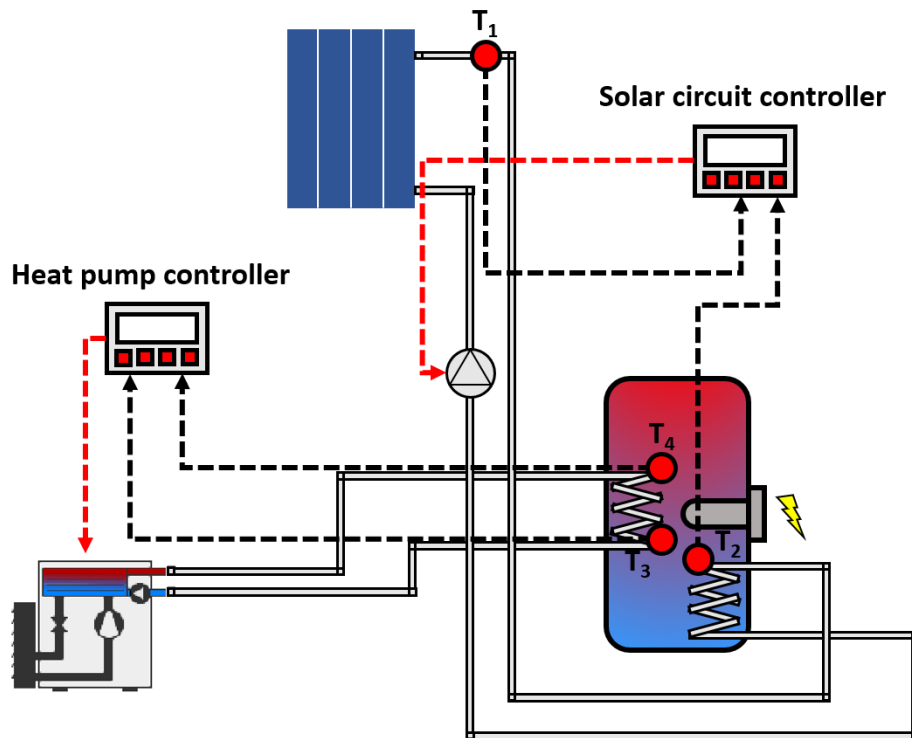 T₁
Solar circuit controller
Heat pump controller
T₄
T₂
T₃